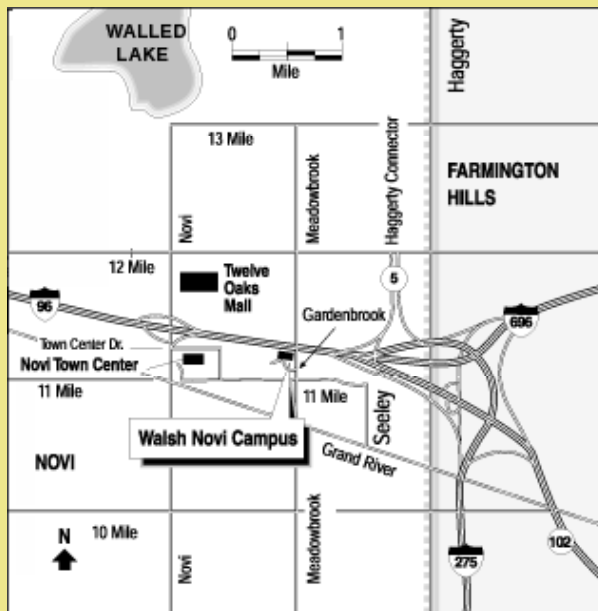 WALLED
LAKE
0 1
Mile
Haggerty
13 Mile
Novi
Meadowbrook
Haggerty Connector
FARMINGTON
HILLS
12 Mile
Twelve
Oaks
Mall
5
96
Gardenbrook
696
Town Center Dr.
Novi Town Center
11 Mile
11 Mile
Seeley
Walsh Novi Campus
Grand River
NOVI
N
10 Mile
Novi
Meadowbrook
275
102